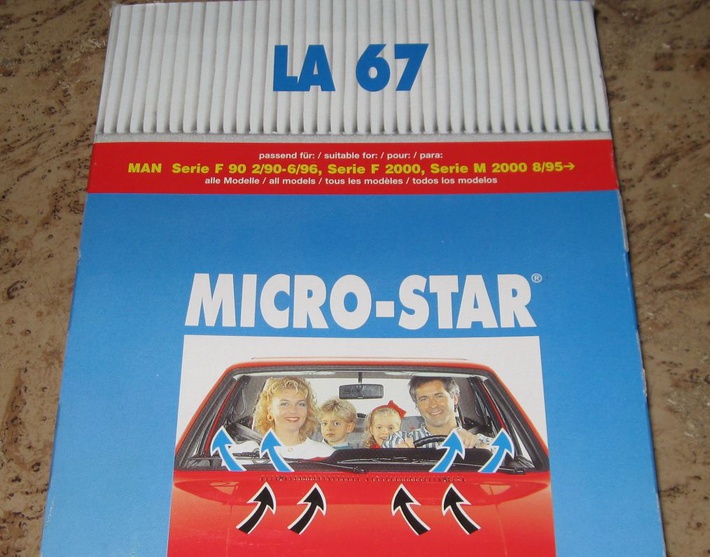 LA 67
passend für: / suitable for: / pour: / para:
MAN Serie F 90 2/90-6/96, Serie F 2000, Serie M 2000 8/95→
alle Modelle / all models / tous les modèles / todos los modelos
MICRO-STAR®